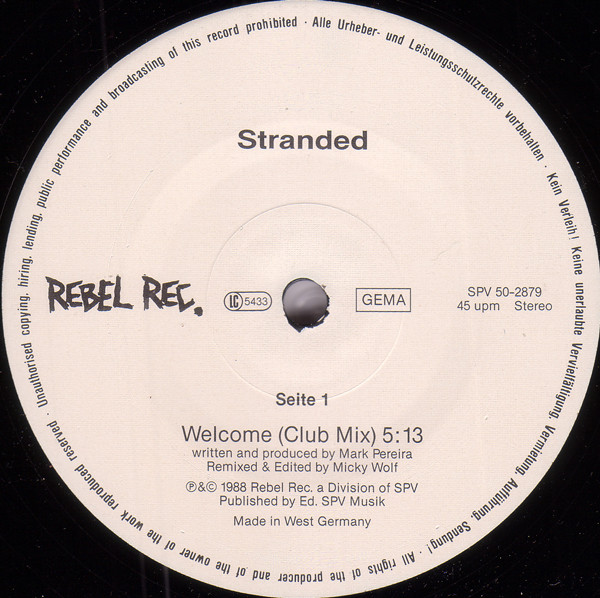 Unauthorised copying, hiring, lending, public performance and broadcasting of this record prohibited · Alle Urheber- und Leistungsschutzrechte vorbehalten · Kein Verleih! Keine unerlaubte Vervielfältigung, Vermietung, Aufführung, Sendung! · All rights of the producer and of the owner of the work reproduced reserved ·
Stranded
REBEL REC.
LC 5433
GEMA
SPV 50-2879
45 upm Stereo
Seite 1
Welcome (Club Mix) 5:13
written and produced by Mark Pereira
Remixed & Edited by Micky Wolf
℗&© 1988 Rebel Rec. a Division of SPV
Published by Ed. SPV Musik
Made in West Germany